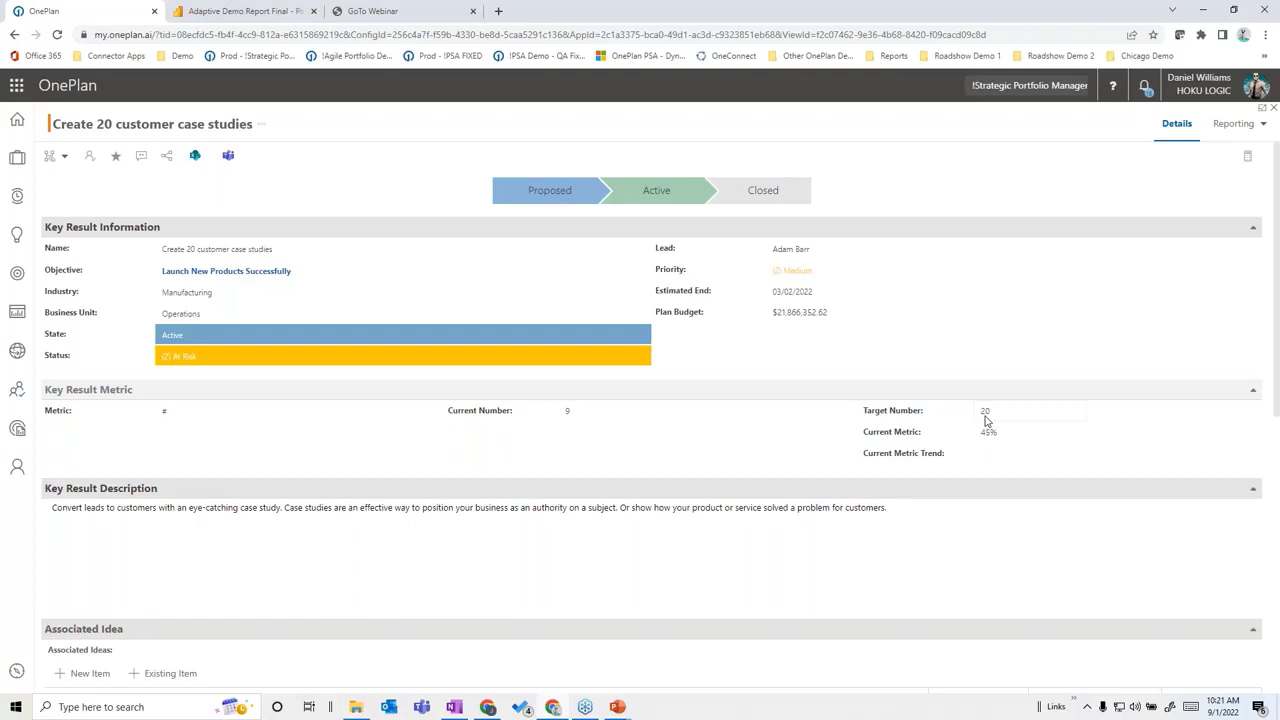 OnePlan
Adaptive Demo Report Final - Po
GoTo Webinar
my.oneplan.ai/?tid=08ecfdc5-fb4f-4041-812a-e6315869219c&ConfigId=256c4a7f-f59b-4330-be8d-5caa5291c136&AppId=2c1a3375-bca0-49d1-ac3d-c9322851eb68&ViewId=f2c07462-9e36-4b68-8420-f09cacd09c8d
Office 365
Connector Apps
Prod - !Strategic Po...
!Agile Portfolio De...
Prod - !PSA FIXED
!PSA Demo - QA Fix...
OnePlan PSA - Dyn...
OneConnect
Other OnePlan De...
Reports
Roadshow Demo 1
Roadshow Demo 2
Chicago Demo
OnePlan
!Strategic Portfolio Manager
?
Daniel Williams
HOKU LOGIC
Create 20 customer case studies
Details
Reporting
Proposed
Active
Closed
Key Result Information
Name:
Create 20 customer case studies
Lead:
Adam Barr
Objective:
Launch New Products Successfully
Priority:
(2) Medium
Industry:
Manufacturing
Estimated End:
03/02/2022
Business Unit:
Operations
Plan Budget:
$21,866,352.62
State:
Active
Status:
(2) At Risk
Key Result Metric
Metric:
#
Current Number:
9
Target Number:
20
Current Metric:
45%
Current Metric Trend:
Key Result Description
Convert leads to customers with an eye-catching case study. Case studies are an effective way to position your business as an authority on a subject. Or show how your product or service solved a problem for customers.
Associated Idea
Associated Ideas:
New Item
Existing Item
Type here to search
Links
10:21 AM
9/1/2022